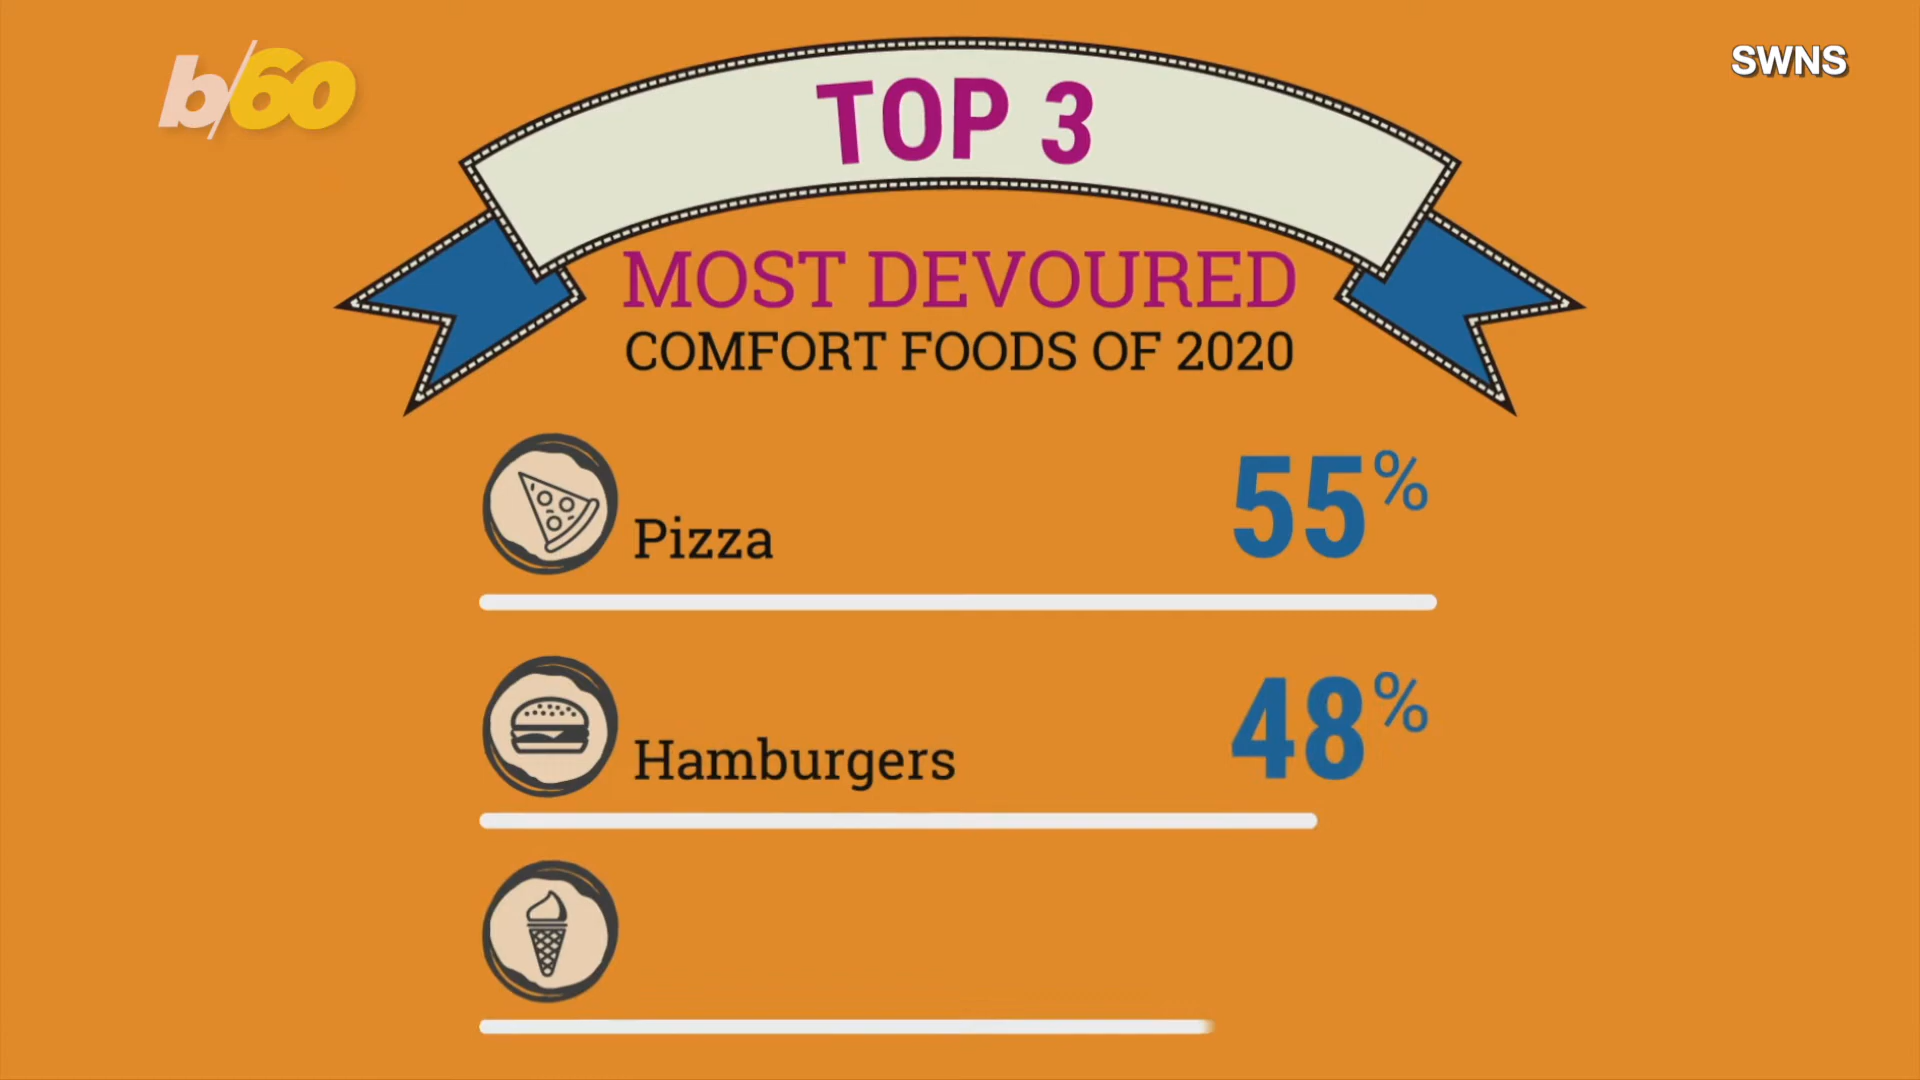 b/60
SWNS
TOP 3
MOST DEVOURED
COMFORT FOODS OF 2020
Pizza
55%
Hamburgers
48%